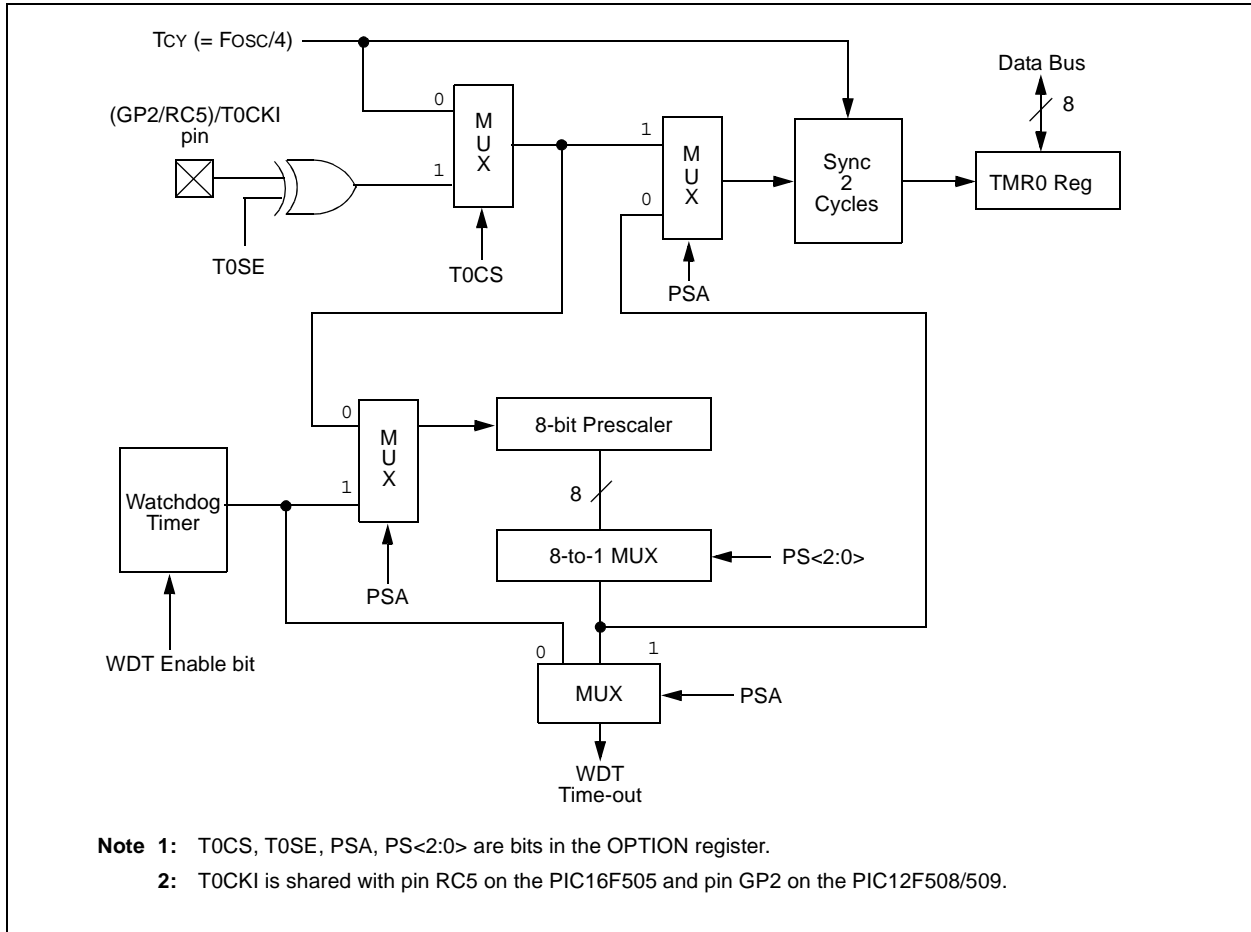 TCY (= FOSC/4)
Data Bus
8
(GP2/RC5)/T0CKI
pin
0
1
M
U
X
T0SE
T0CS
1
0
M
U
X
PSA
Sync
2
Cycles
TMR0 Reg
0
1
M
U
X
PSA
8-bit Prescaler
8
Watchdog
Timer
8-to-1 MUX
PS<2:0>
WDT Enable bit
0
1
MUX
PSA
WDT
Time-out
Note 1: T0CS, T0SE, PSA, PS<2:0> are bits in the OPTION register.
2: T0CKI is shared with pin RC5 on the PIC16F505 and pin GP2 on the PIC12F508/509.